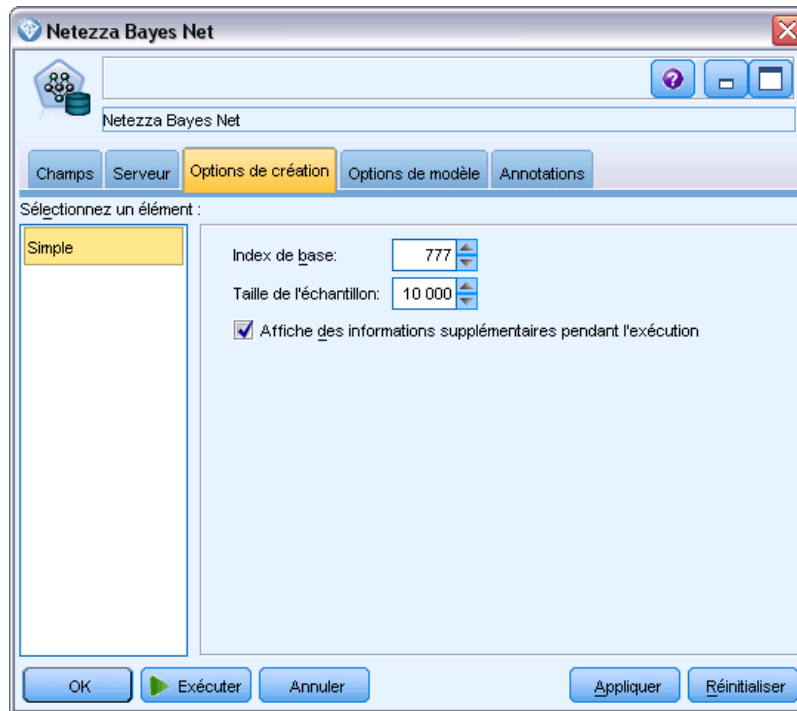 Netezza Bayes Net
Netezza Bayes Net
Champs Serveur Options de création Options de modèle Annotations
Sélectionnez un élément :
Simple
Index de base: 777
Taille de l'échantillon: 10 000
Affiche des informations supplémentaires pendant l'exécution
OK Exécuter Annuler Appliquer Réinitialiser